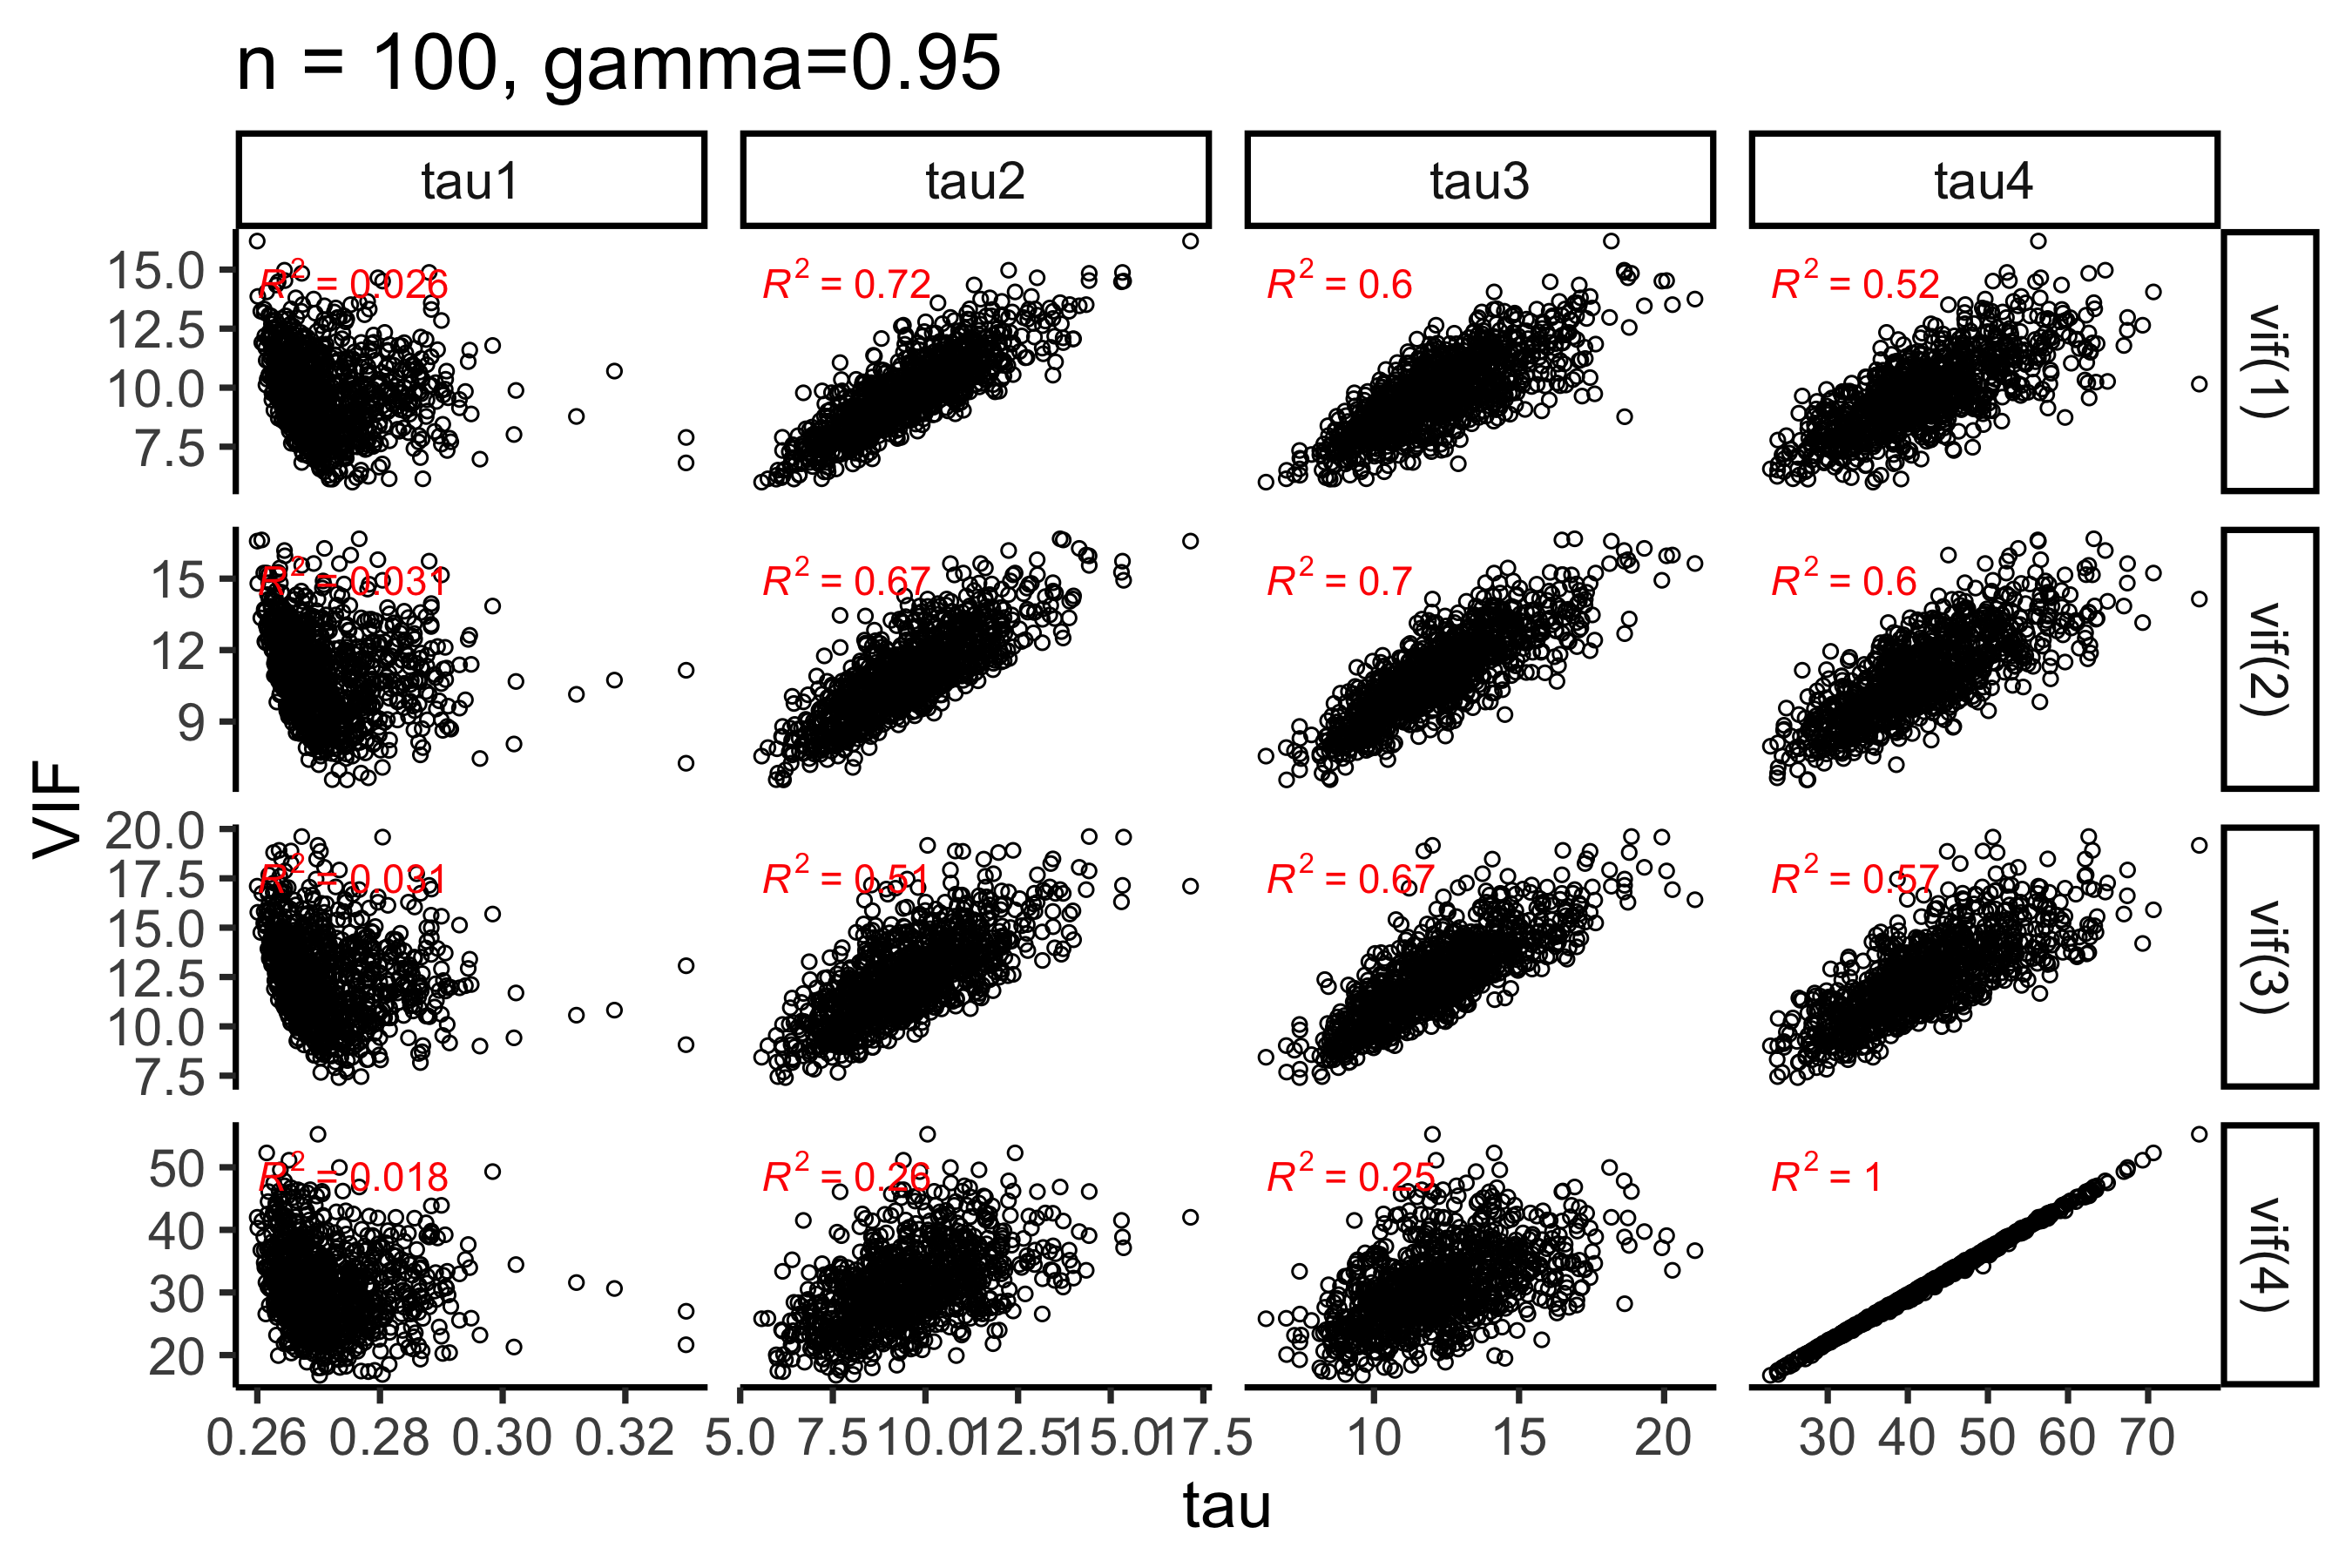 n = 100, gamma=0.95
tau1 tau2 tau3 tau4
15.0 12.5 10.0 7.5
R² = 0.026 R² = 0.72 R² = 0.6 R² = 0.52
vif(1)
15 12 9
R² = 0.031 R² = 0.67 R² = 0.7 R² = 0.6
vif(2)
VIF
20.0 17.5 15.0 12.5 10.0 7.5
R² = 0.031 R² = 0.51 R² = 0.67 R² = 0.57
vif(3)
50 40 30 20
R² = 0.018 R² = 0.26 R² = 0.25 R² = 1
vif(4)
0.26 0.28 0.30 0.32 5.0 7.5 10.0 12.5 15.0 17.5 10 15 20 30 40 50 60 70
tau